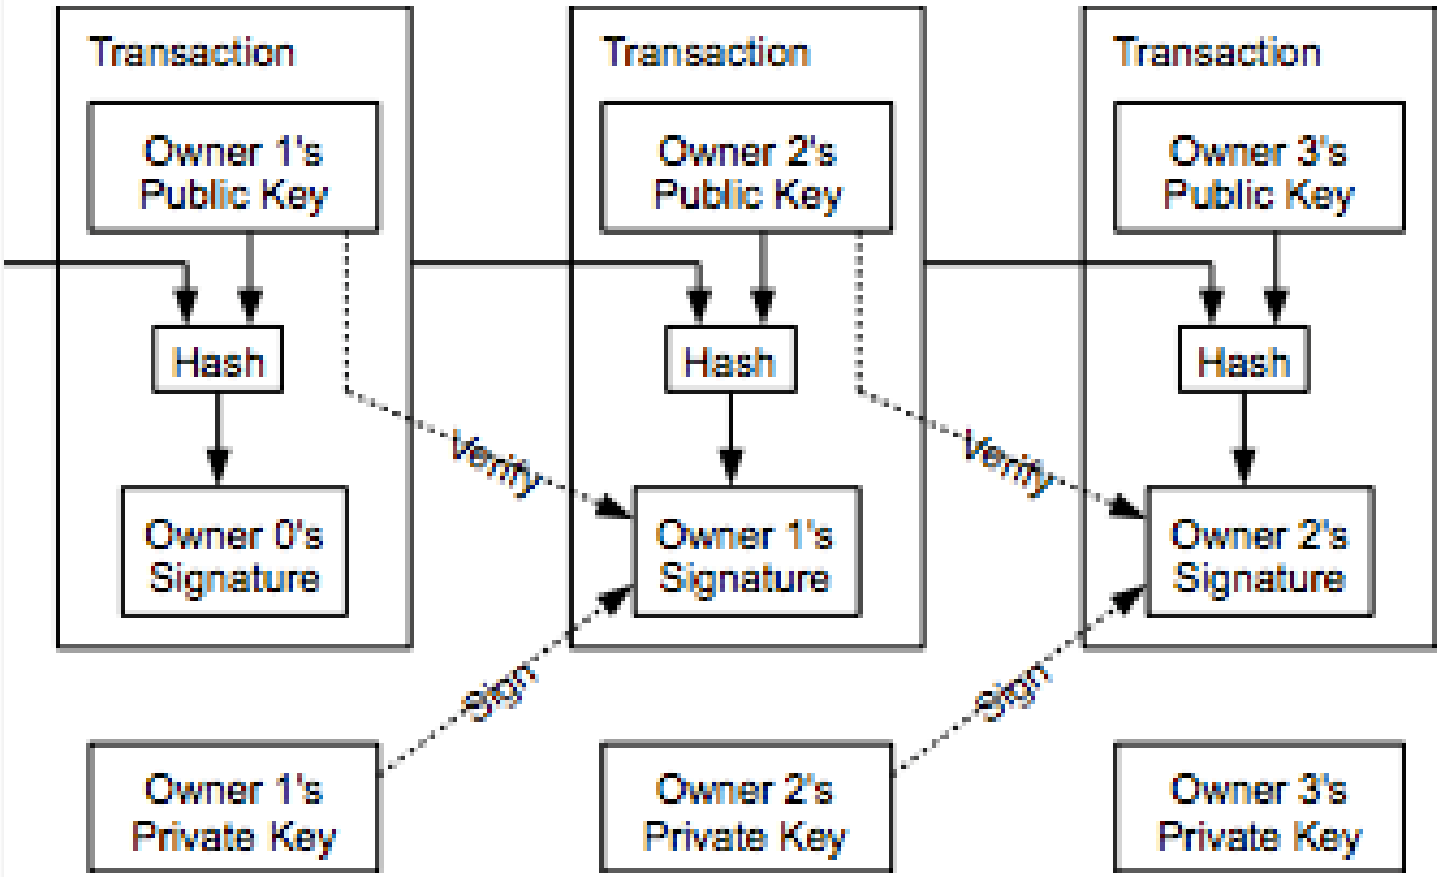 Transaction
Owner 1's
Public Key
Hash
Owner 0's
Signature
Transaction
Owner 2's
Public Key
Hash
Verify
Owner 1's
Signature
Sign
Transaction
Owner 3's
Public Key
Hash
Verify
Owner 2's
Signature
Sign
Owner 1's
Private Key
Owner 2's
Private Key
Owner 3's
Private Key